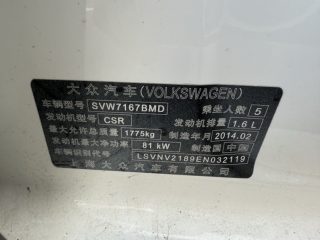 大众汽车(VOLKSWAGEN)
车辆型号 SVW7167BMD 乘坐人数 5
发动机型号 CSR 发动机排量 1.6 L
最大允许总质量 1775kg 制造年月 2014.02
发动机最大净功率 81 kW 制造国 中国
车辆识别代号 LSVNV2189EN032119
上海大众汽车有限公司